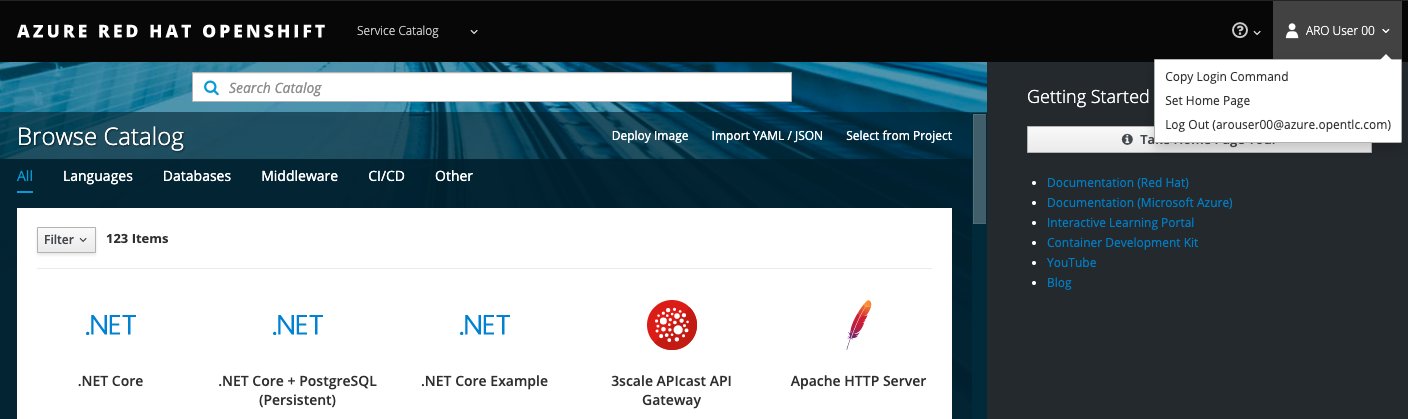 AZURE RED HAT OPENSHIFT
Service Catalog
ARO User 00
Copy Login Command
Set Home Page
Log Out (arouser00@azure.opentlc.com)
Search Catalog
Browse Catalog
Deploy Image
Import YAML / JSON
Select from Project
All
Languages
Databases
Middleware
CI/CD
Other
Filter
123 Items
.NET
.NET Core
.NET
.NET Core + PostgreSQL
(Persistent)
.NET
.NET Core Example
3scale APIcast API
Gateway
Apache HTTP Server
Getting Started
Documentation (Red Hat)
Documentation (Microsoft Azure)
Interactive Learning Portal
Container Development Kit
YouTube
Blog